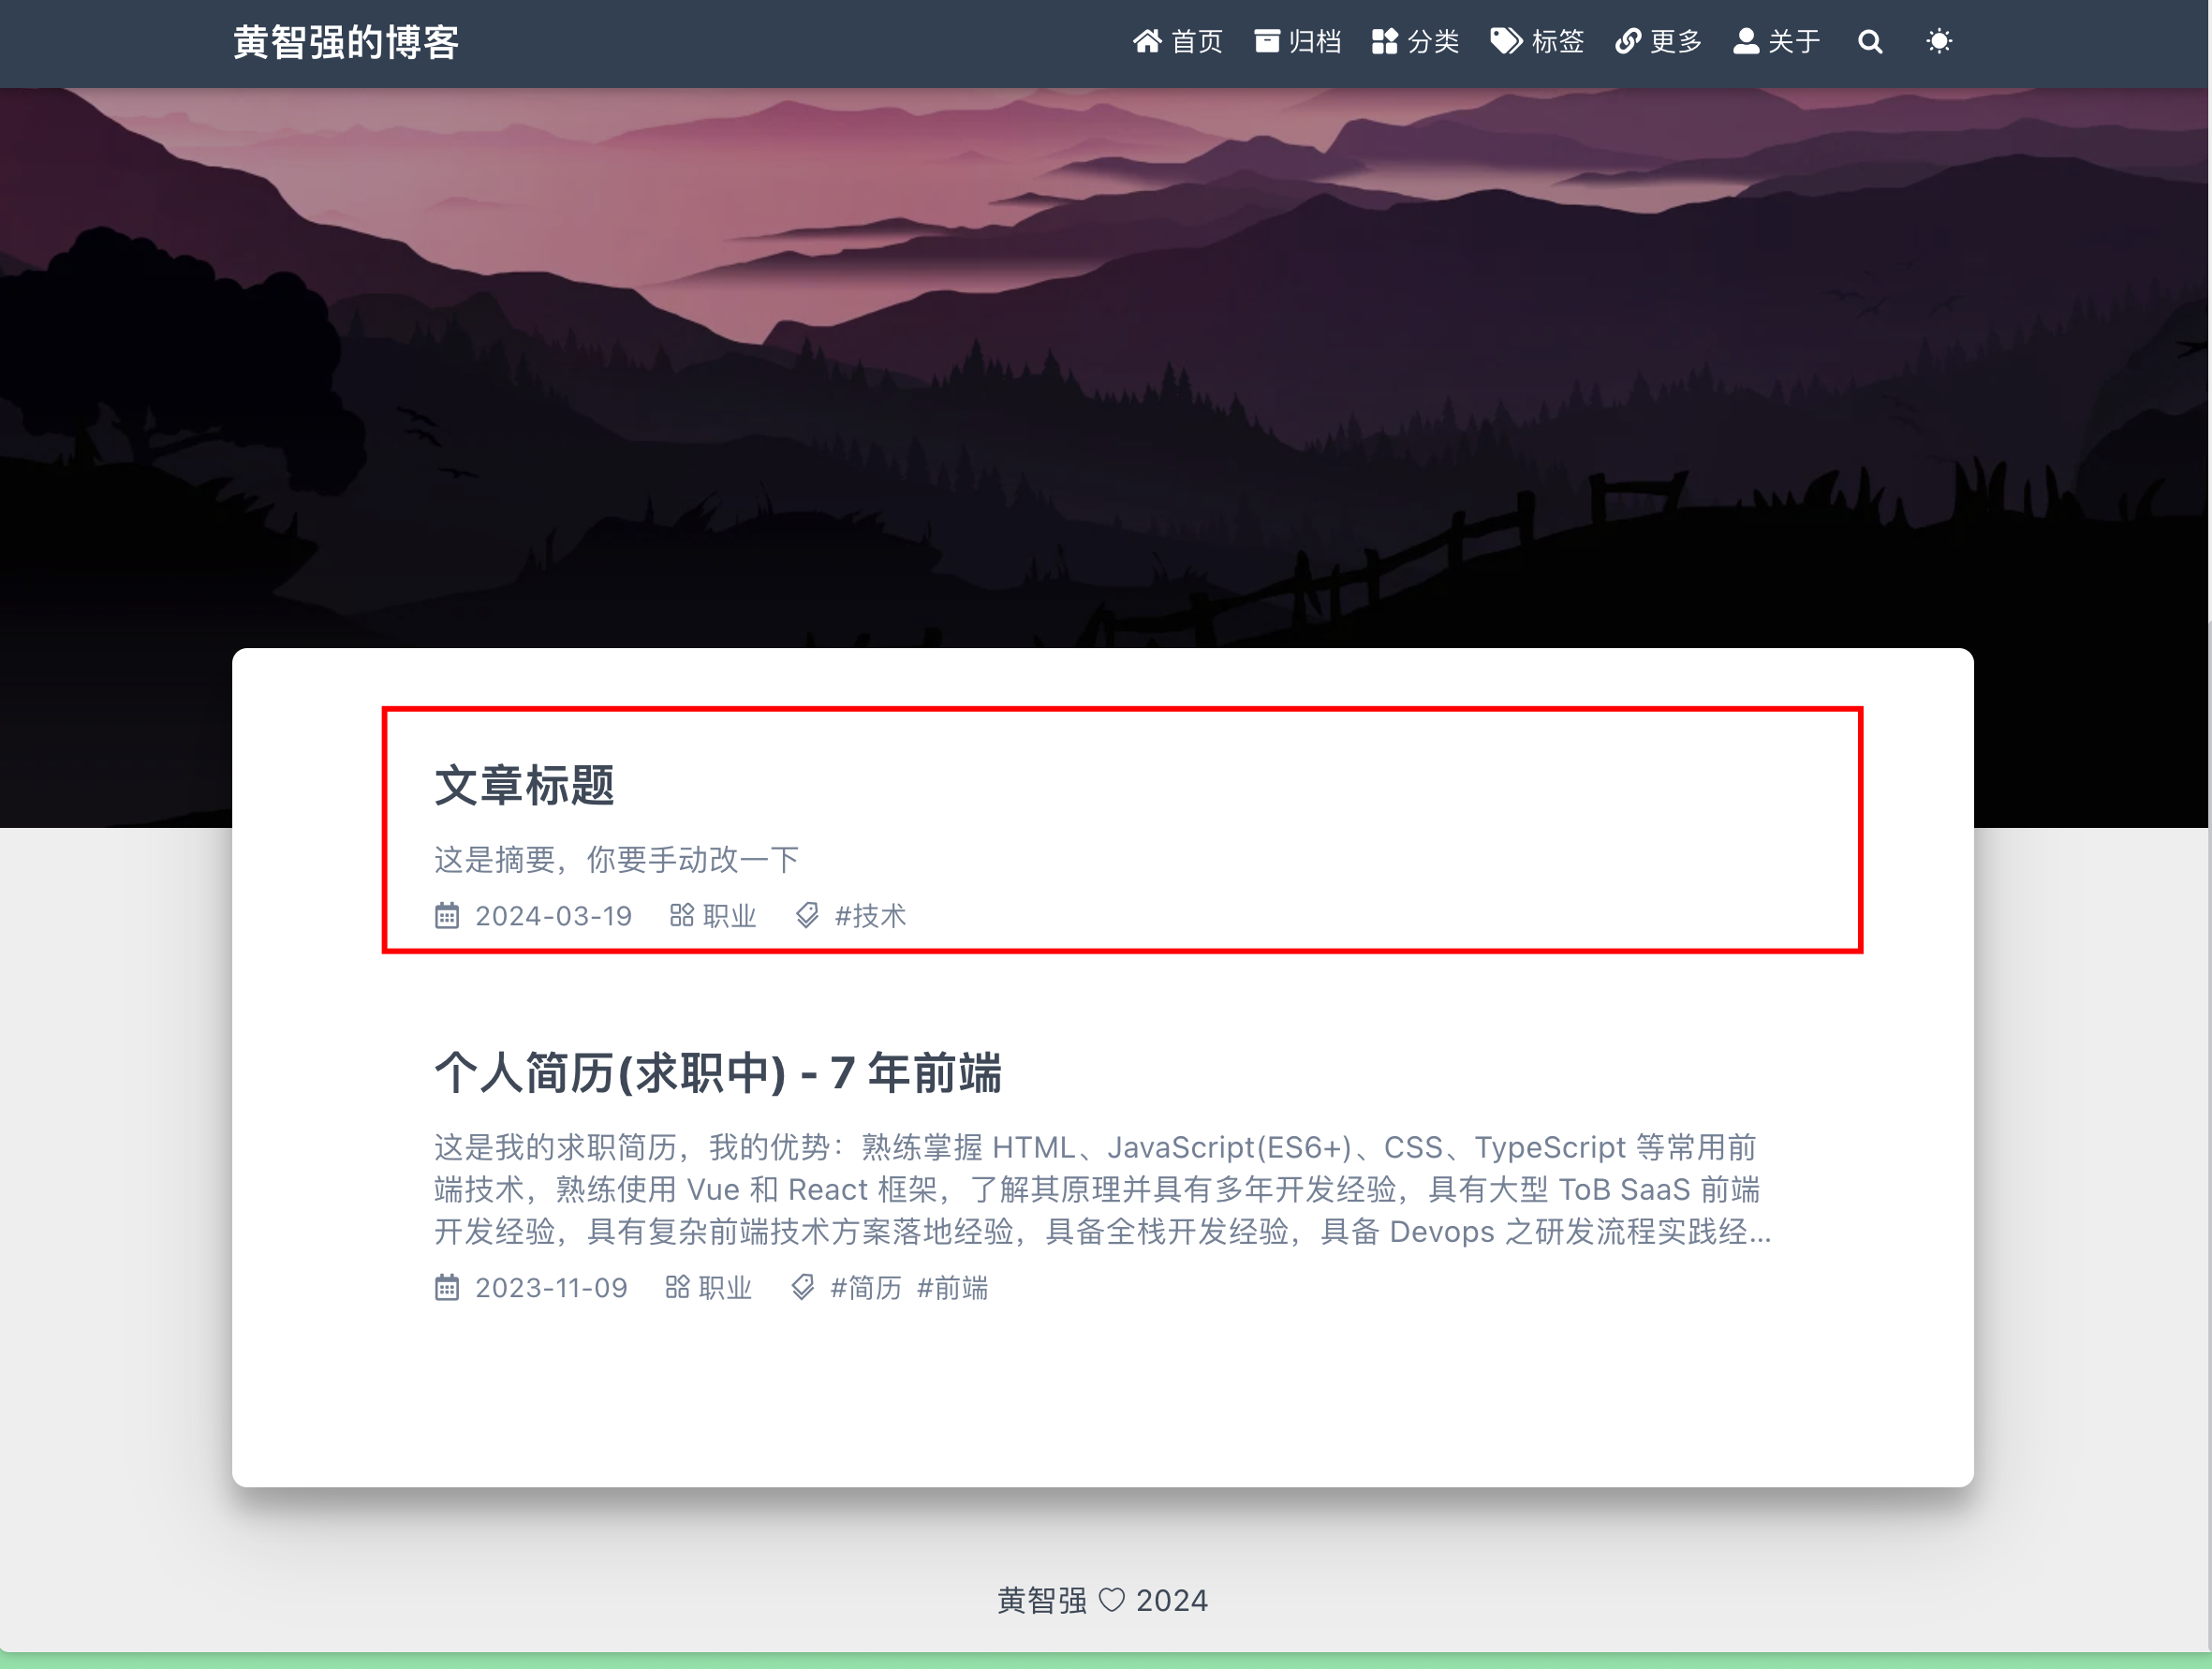 黄智强的博客
首页 归档 分类 标签 更多 关于
文章标题
这是摘要，你要手动改一下
2024-03-19 职业 #技术
个人简历(求职中) - 7 年前端
这是我的求职简历，我的优势：熟练掌握 HTML、JavaScript(ES6+)、CSS、TypeScript 等常用前
端技术，熟练使用 Vue 和 React 框架，了解其原理并具有多年开发经验，具有大型 ToB SaaS 前端
开发经验，具有复杂前端技术方案落地经验，具备全栈开发经验，具备 Devops 之研发流程实践经...
2023-11-09 职业 #简历 #前端
黄智强 ♡ 2024